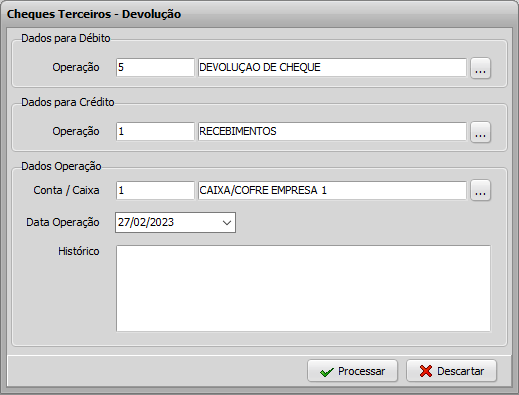 Cheques Terceiros - Devolução
Dados para Débito
Operação 5 DEVOLUÇAO DE CHEQUE ...
Dados para Crédito
Operação 1 RECEBIMENTOS ...
Dados Operação
Conta / Caixa 1 CAIXA/COFRE EMPRESA 1 ...
Data Operação 27/02/2023
Histórico
Processar Descartar